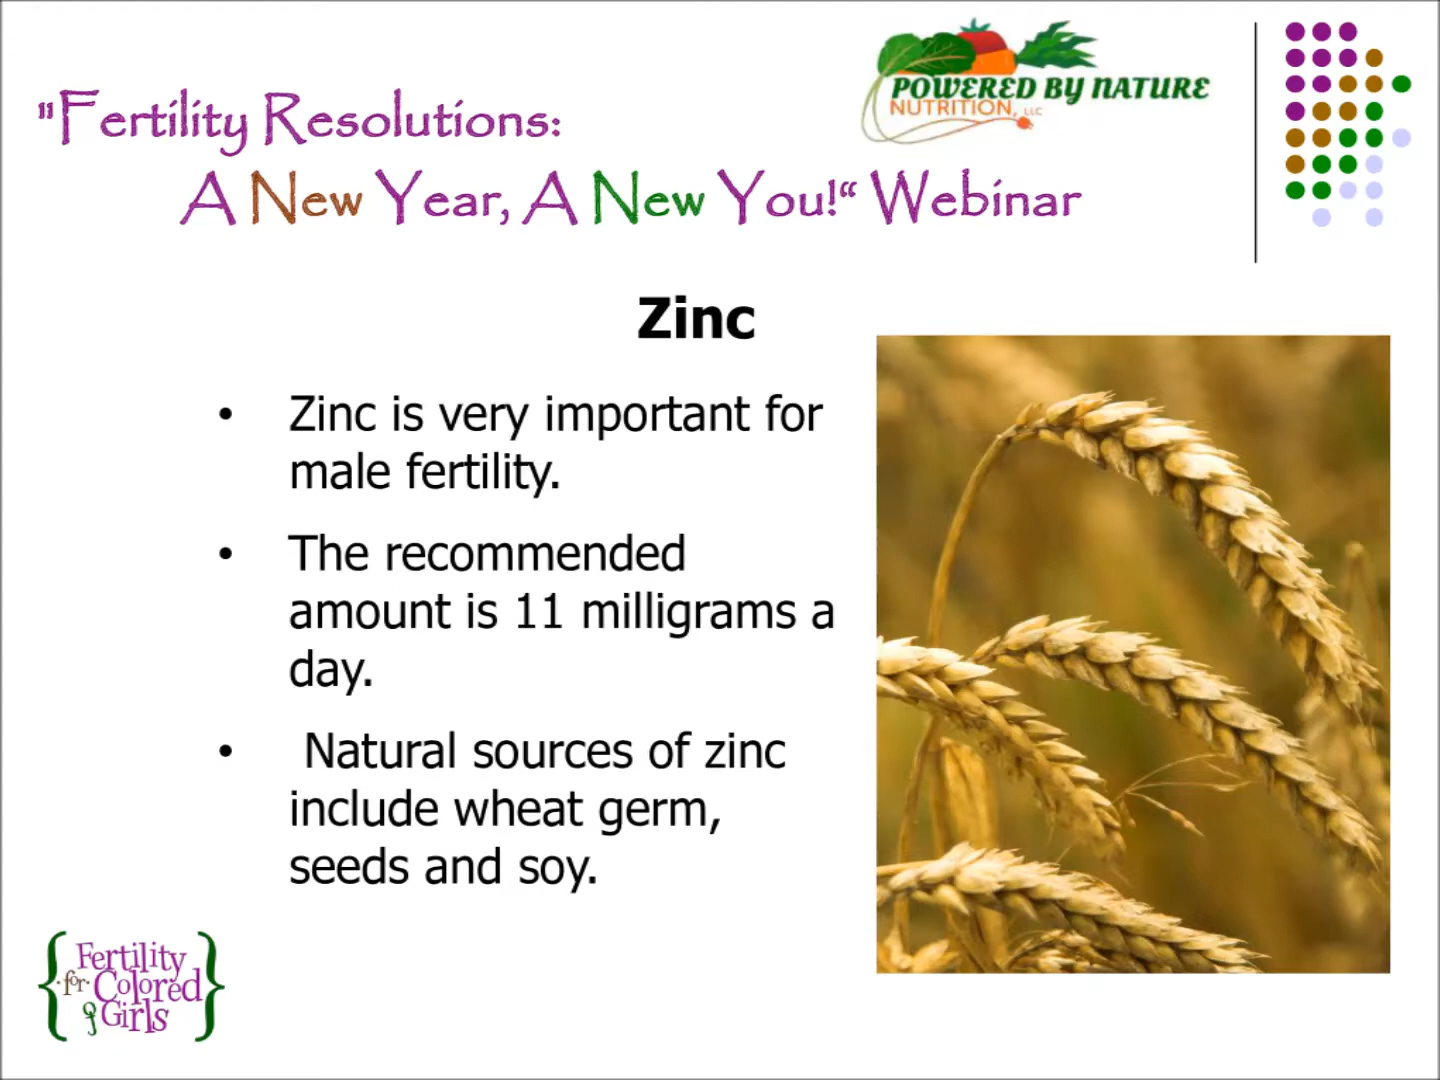 "Fertility Resolutions:
A New Year, A New You!“ Webinar
POWERED BY NATURE
NUTRITION, LLC
Zinc
• Zinc is very important for
male fertility.
• The recommended
amount is 11 milligrams a
day.
• Natural sources of zinc
include wheat germ,
seeds and soy.
{Fertility
·for·Colored
Girls}